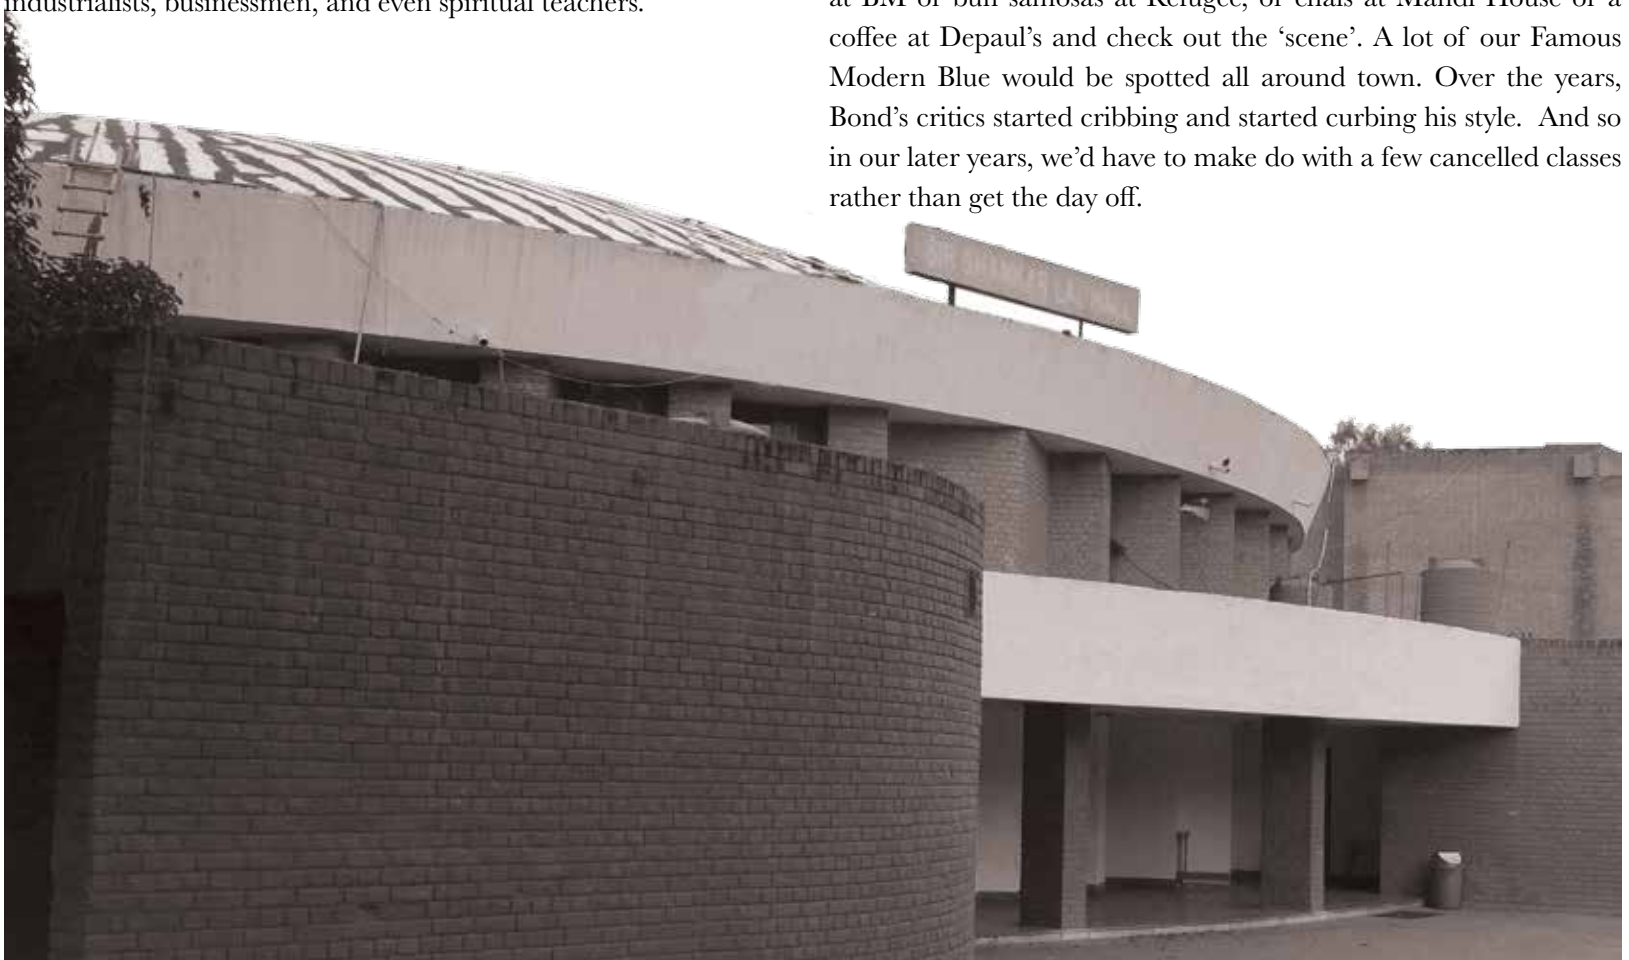 industrialists, businessmen, and even spiritual teachers.
at BM or bun samosas at Refugee, or chais at Mandi House or a
coffee at Depaul’s and check out the ‘scene’. A lot of our Famous
Modern Blue would be spotted all around town. Over the years,
Bond’s critics started cribbing and started curbing his style.  And so
in our later years, we’d have to make do with a few cancelled classes
rather than get the day off.